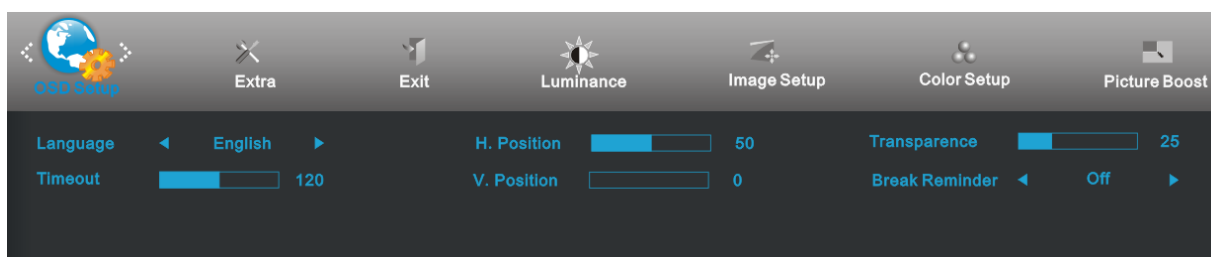 OSD Setup Extra Exit Luminance Image Setup Color Setup Picture Boost
Language English H. Position 50 Transparence 25
Timeout 120 V. Position 0 Break Reminder Off